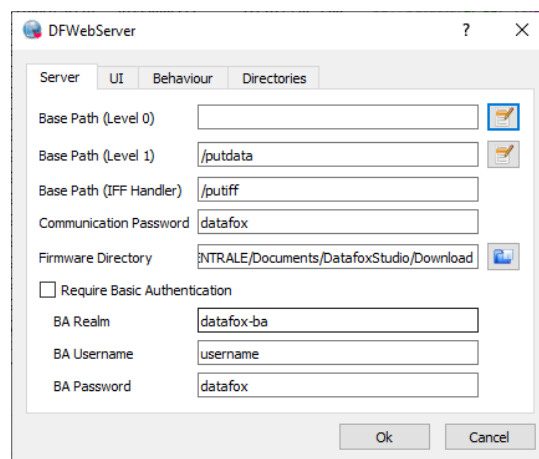 DFWebServer ?
Server UI Behaviour Directories
Base Path (Level 0)
Base Path (Level 1) /putdata
Base Path (IFF Handler) /putiff
Communication Password datafox
Firmware Directory ENTRALE/Documents/DatafoxStudio/Download
Require Basic Authentication
BA Realm datafox-ba
BA Username username
BA Password datafox
Ok Cancel